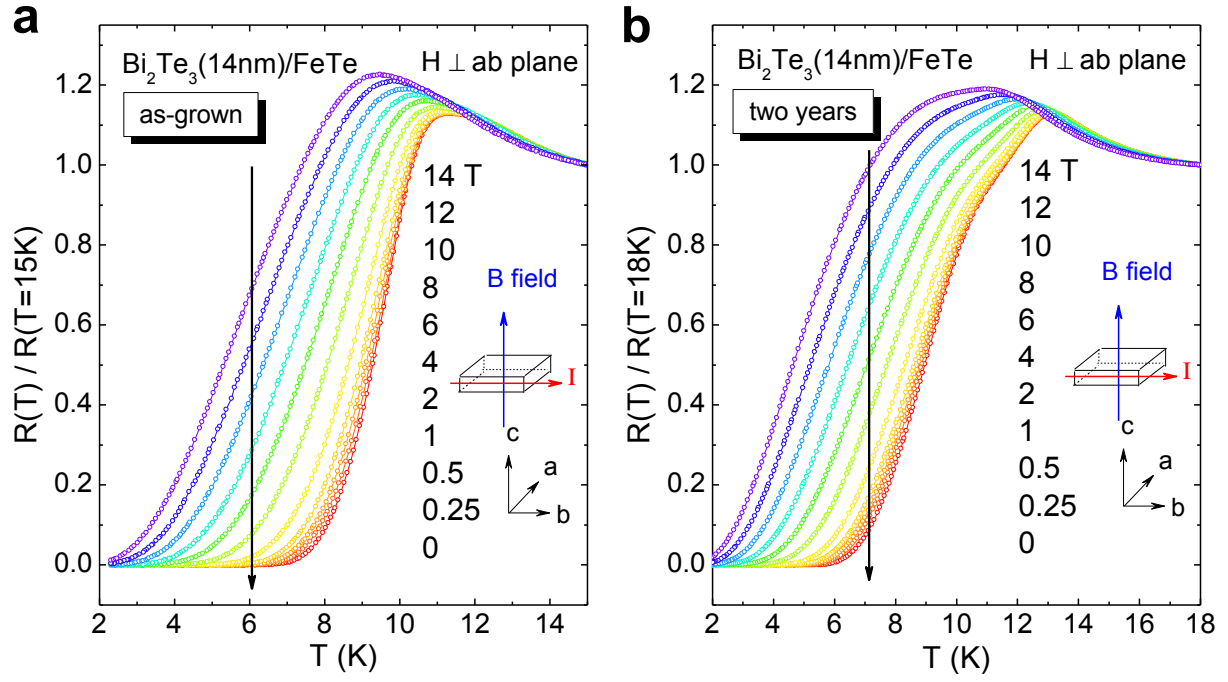 a
Bi₂Te₃(14nm)/FeTe
H ⊥ ab plane
as-grown
14 T
12
10
8
6
4
2
1
0.5
0.25
0
B field
I
c
a
b
1.2
1.0
0.8
0.6
0.4
0.2
0.0
R(T) / R(T=15K)
2 4 6 8 10 12 14
T (K)
b
Bi₂Te₃(14nm)/FeTe
H ⊥ ab plane
two years
14 T
12
10
8
6
4
2
1
0.5
0.25
0
B field
I
c
a
b
1.2
1.0
0.8
0.6
0.4
0.2
0.0
R(T) / R(T=18K)
2 4 6 8 10 12 14 16 18
T (K)